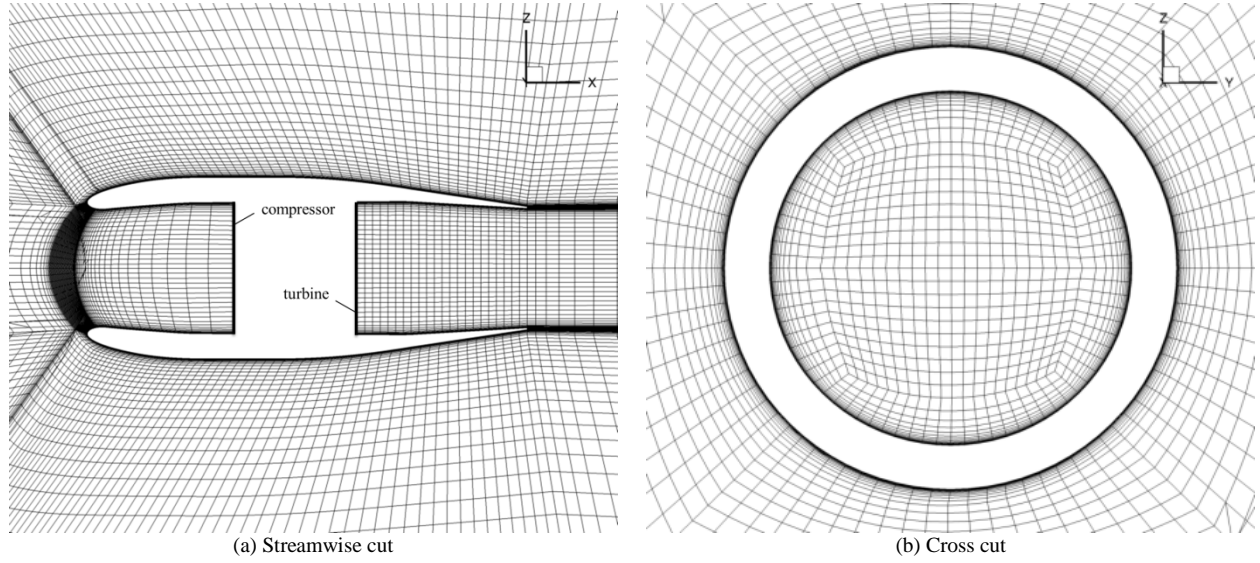 Z
X
compressor
turbine
(a) Streamwise cut
Z
X
Y
(b) Cross cut